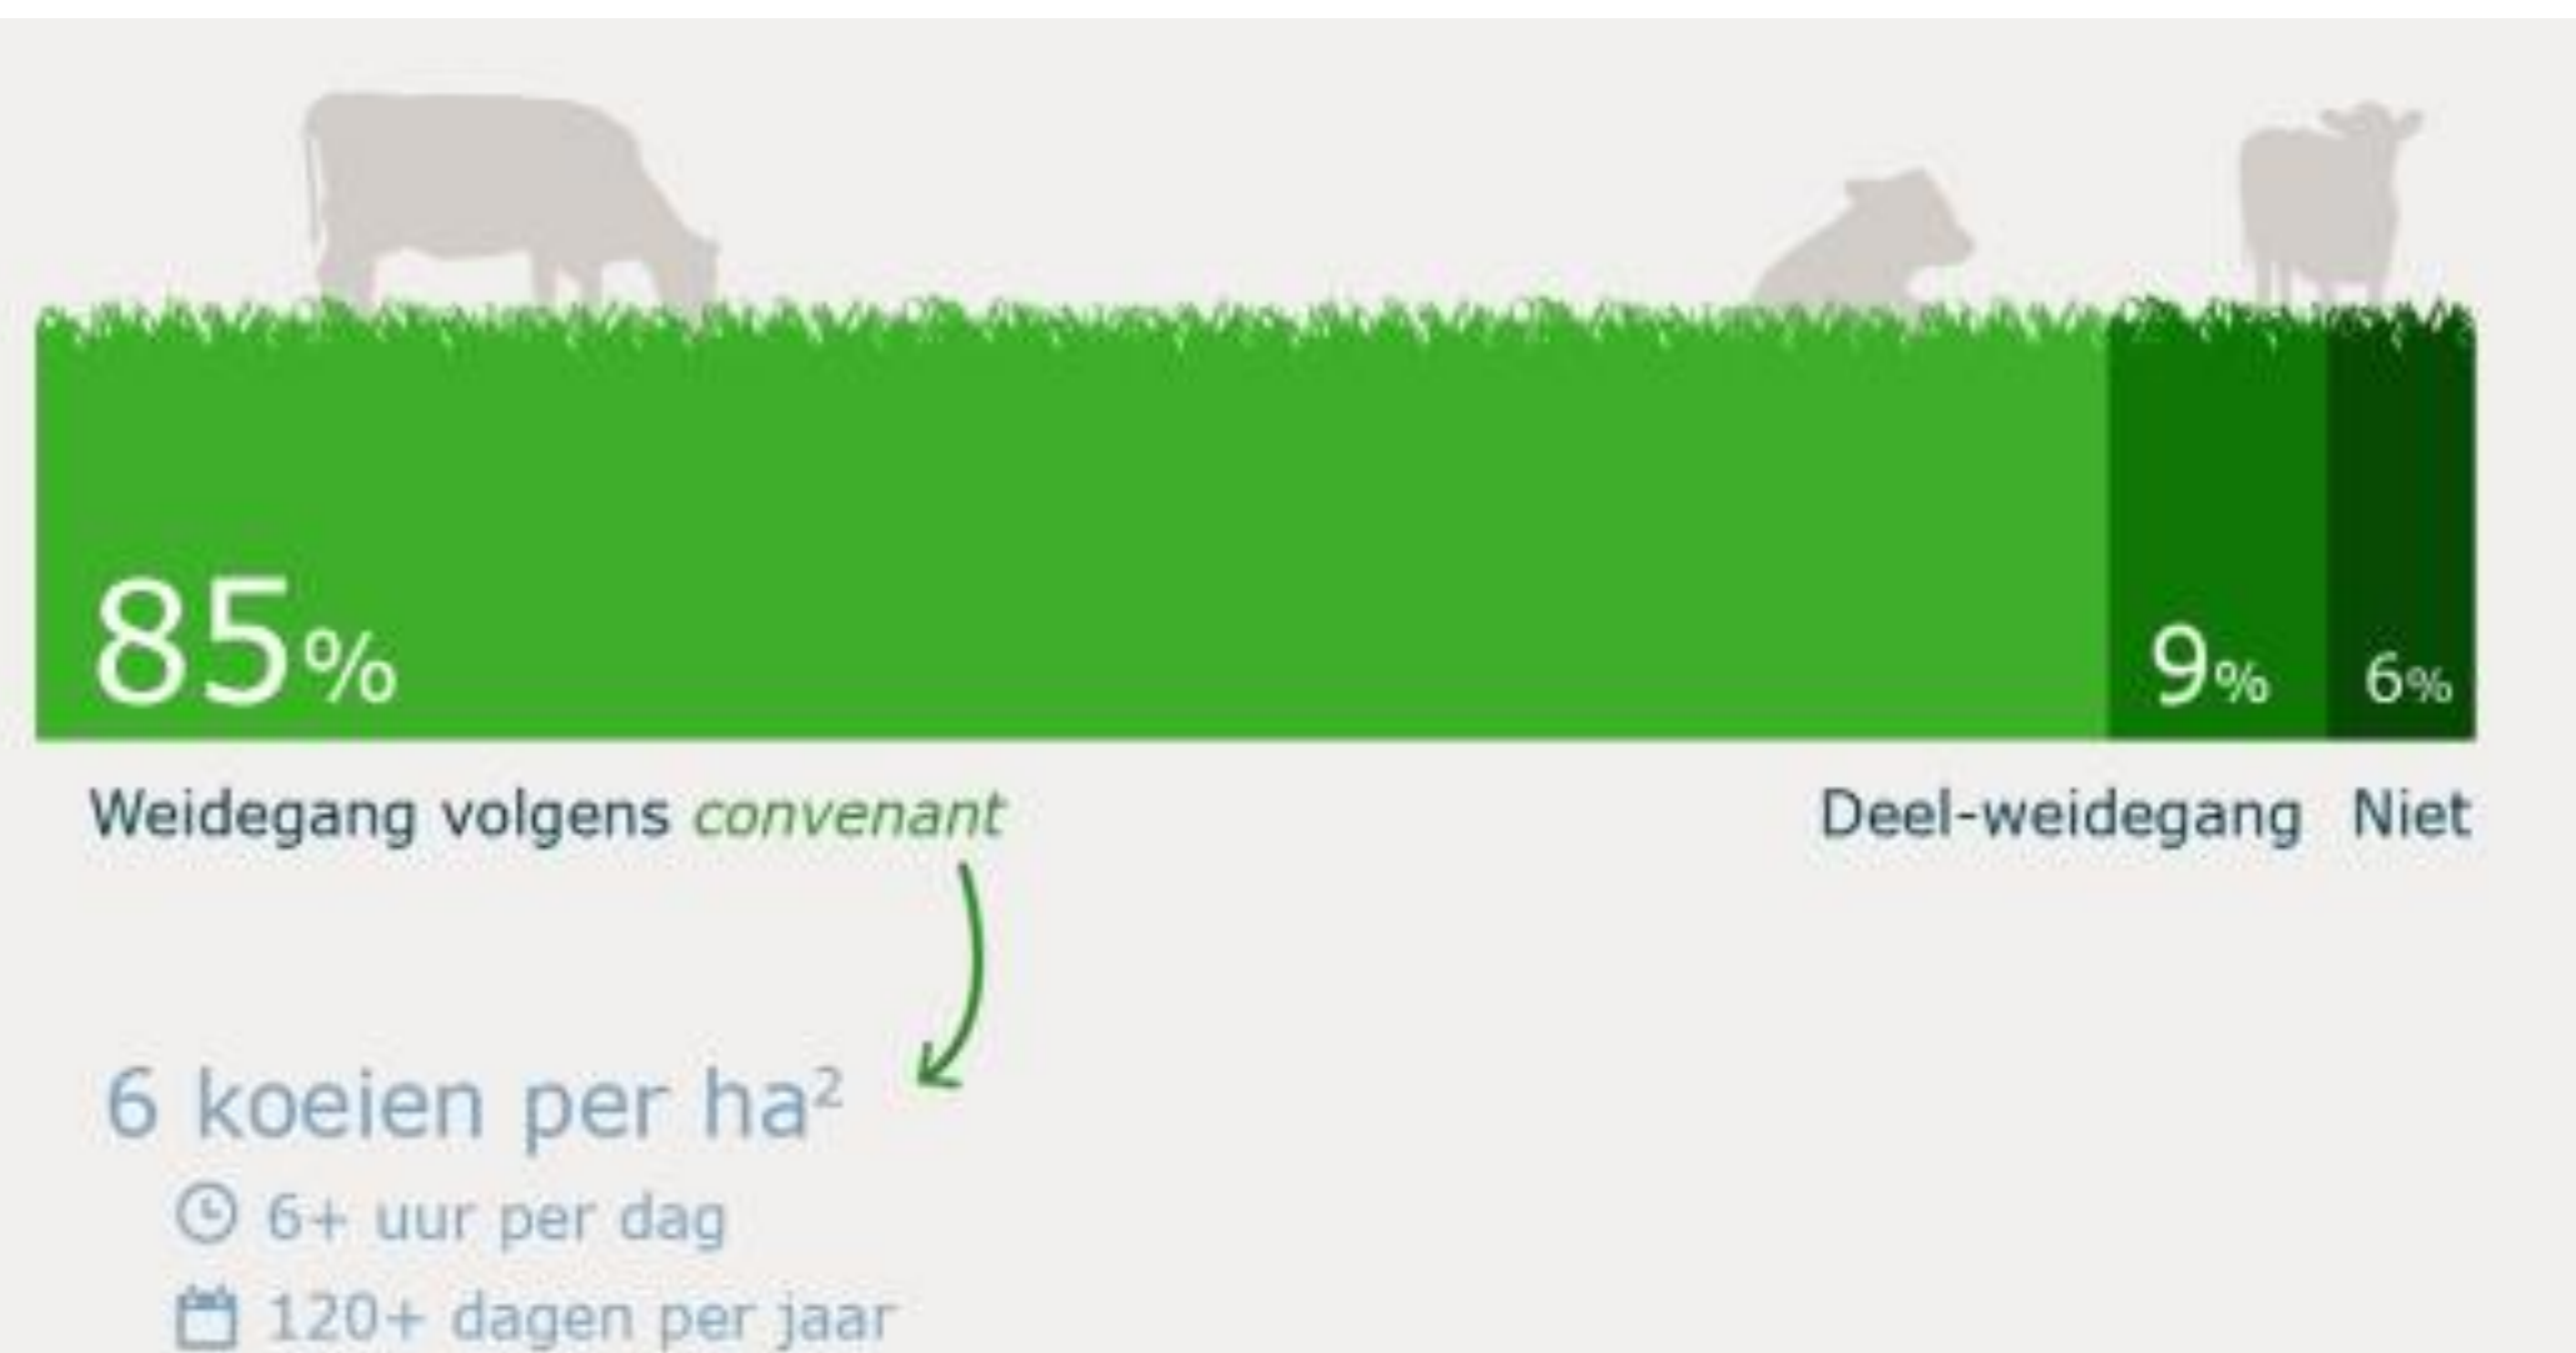 85% 9% 6%
Weidegang volgens convenant Deel-weidegang Niet
6 koeien per ha²
6+ uur per dag
120+ dagen per jaar